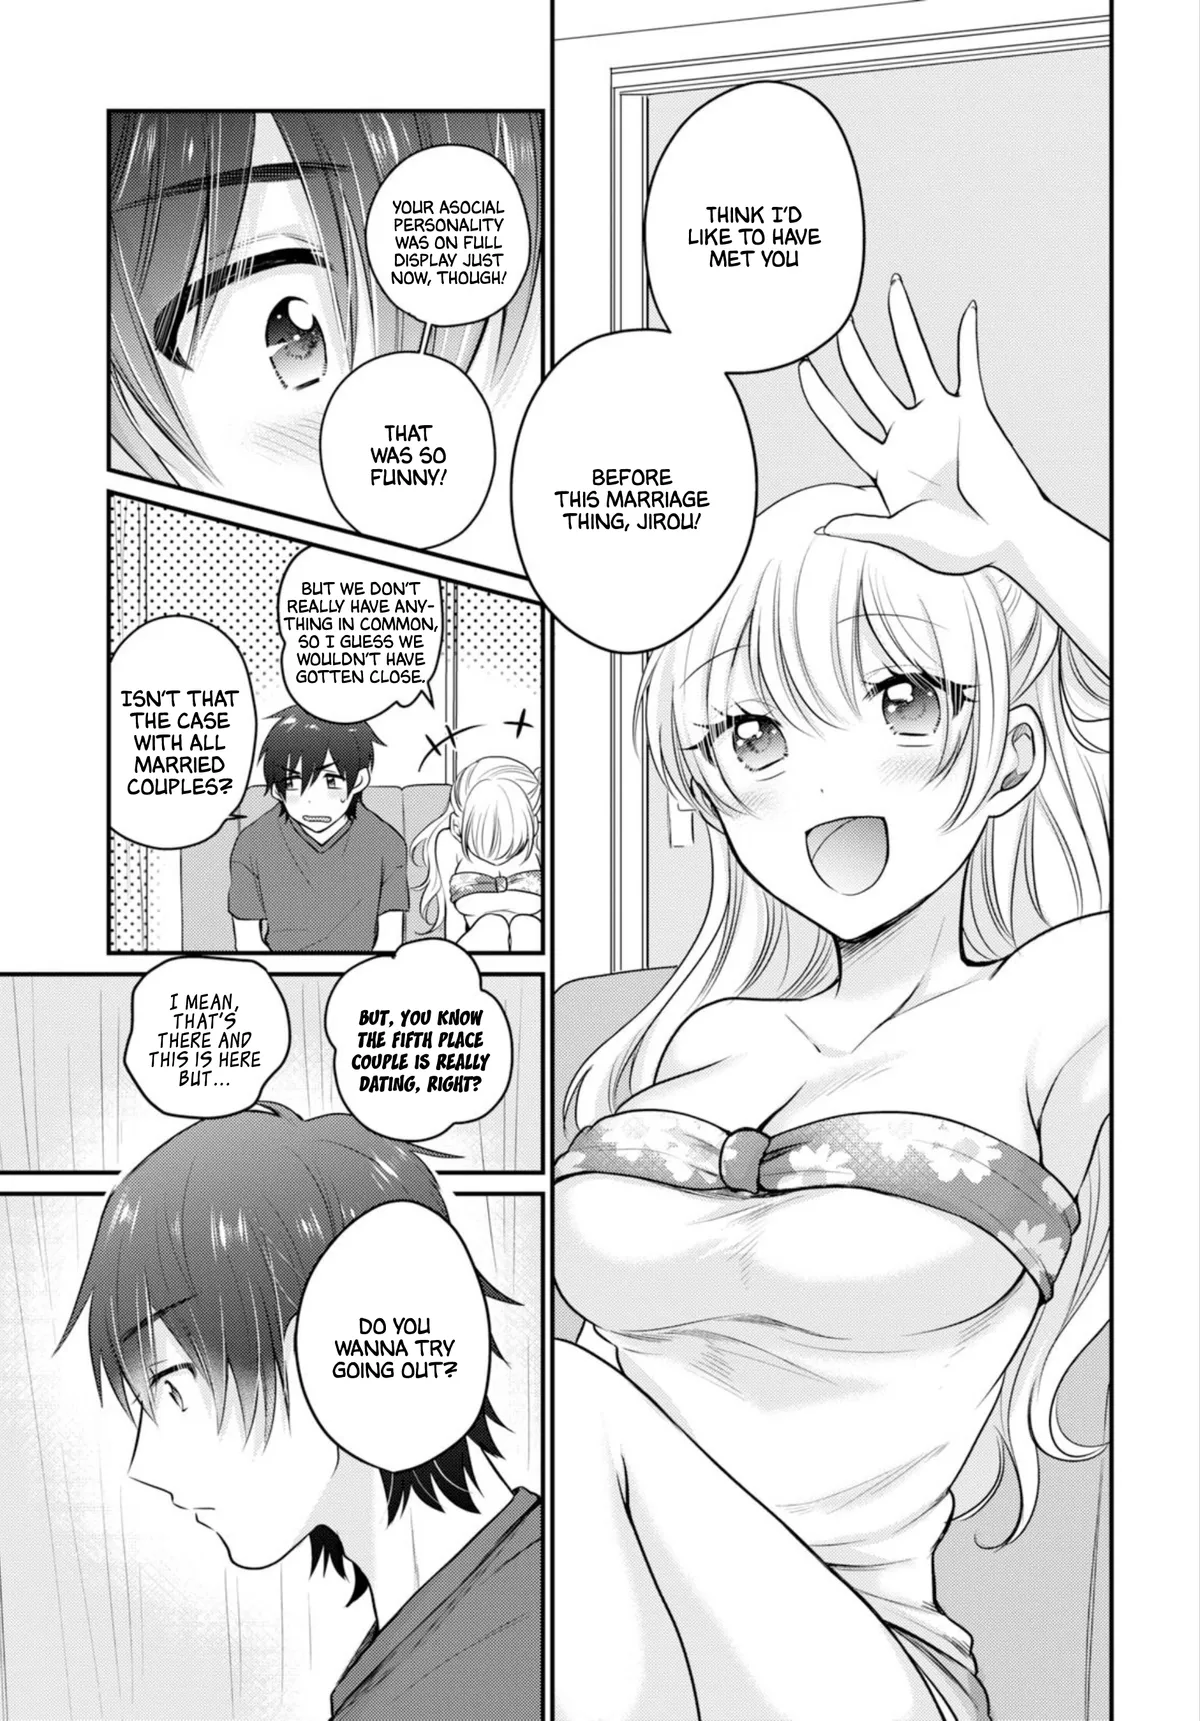 THINK I'D
LIKE TO HAVE
MET YOU
BEFORE
THIS MARRIAGE
THING, JIROU!
YOUR ASOCIAL
PERSONALITY
WAS ON FULL
DISPLAY JUST
NOW, THOUGH!
THAT
WAS SO
FUNNY!
BUT WE DON'T
REALLY HAVE ANY-
THING IN COMMON,
SO I GUESS WE
WOULDN'T HAVE
GOTTEN CLOSE.
ISN'T THAT
THE CASE
WITH ALL
MARRIED
COUPLES?
BUT, YOU KNOW
THE FIFTH PLACE
COUPLE IS REALLY
DATING, RIGHT?
I MEAN,
THAT'S
THERE AND
THIS IS HERE
BUT...
DO YOU
WANNA TRY
GOING OUT?